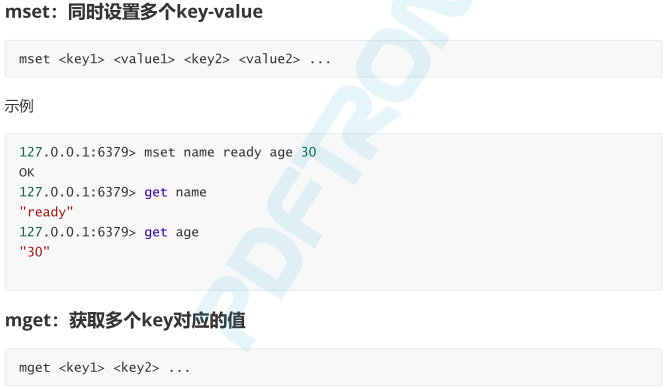 mset：同时设置多个key-value
mset <key1> <value1> <key2> <value2> ...
示例
127.0.0.1:6379> mset name ready age 30
OK
127.0.0.1:6379> get name
"ready"
127.0.0.1:6379> get age
"30"
mget：获取多个key对应的值
mget <key1> <key2> ...
PDFTRON